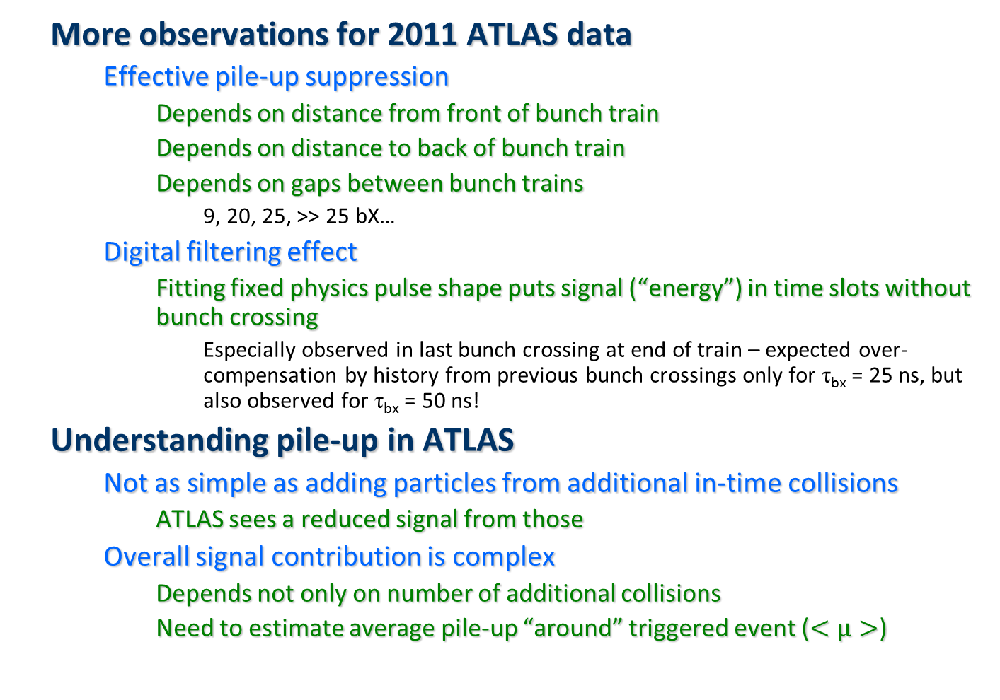 More observations for 2011 ATLAS data
Effective pile-up suppression
Depends on distance from front of bunch train
Depends on distance to back of bunch train
Depends on gaps between bunch trains
9, 20, 25, >> 25 bX…
Digital filtering effect
Fitting fixed physics pulse shape puts signal (“energy”) in time slots without
bunch crossing
Especially observed in last bunch crossing at end of train – expected over-
compensation by history from previous bunch crossings only for τbx = 25 ns, but
also observed for τbx = 50 ns!
Understanding pile-up in ATLAS
Not as simple as adding particles from additional in-time collisions
ATLAS sees a reduced signal from those
Overall signal contribution is complex
Depends not only on number of additional collisions
Need to estimate average pile-up “around” triggered event (< μ >)